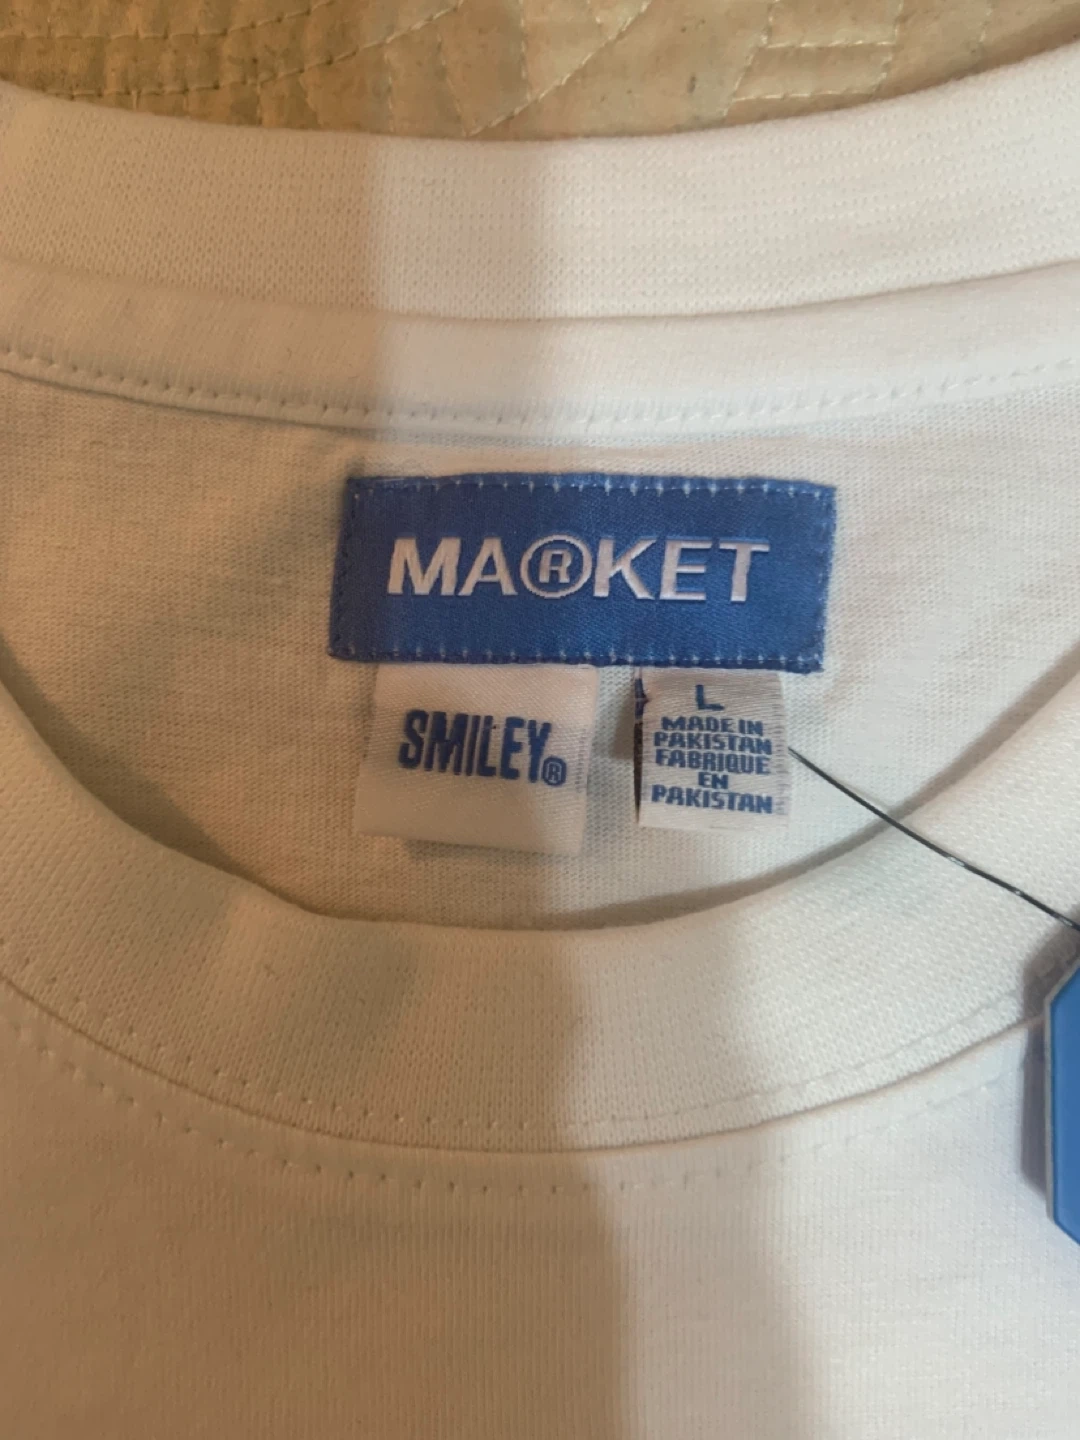 MA®KET
SMILEY®
L
MADE IN
PAKISTAN
FABRIQUE
EN
PAKISTAN